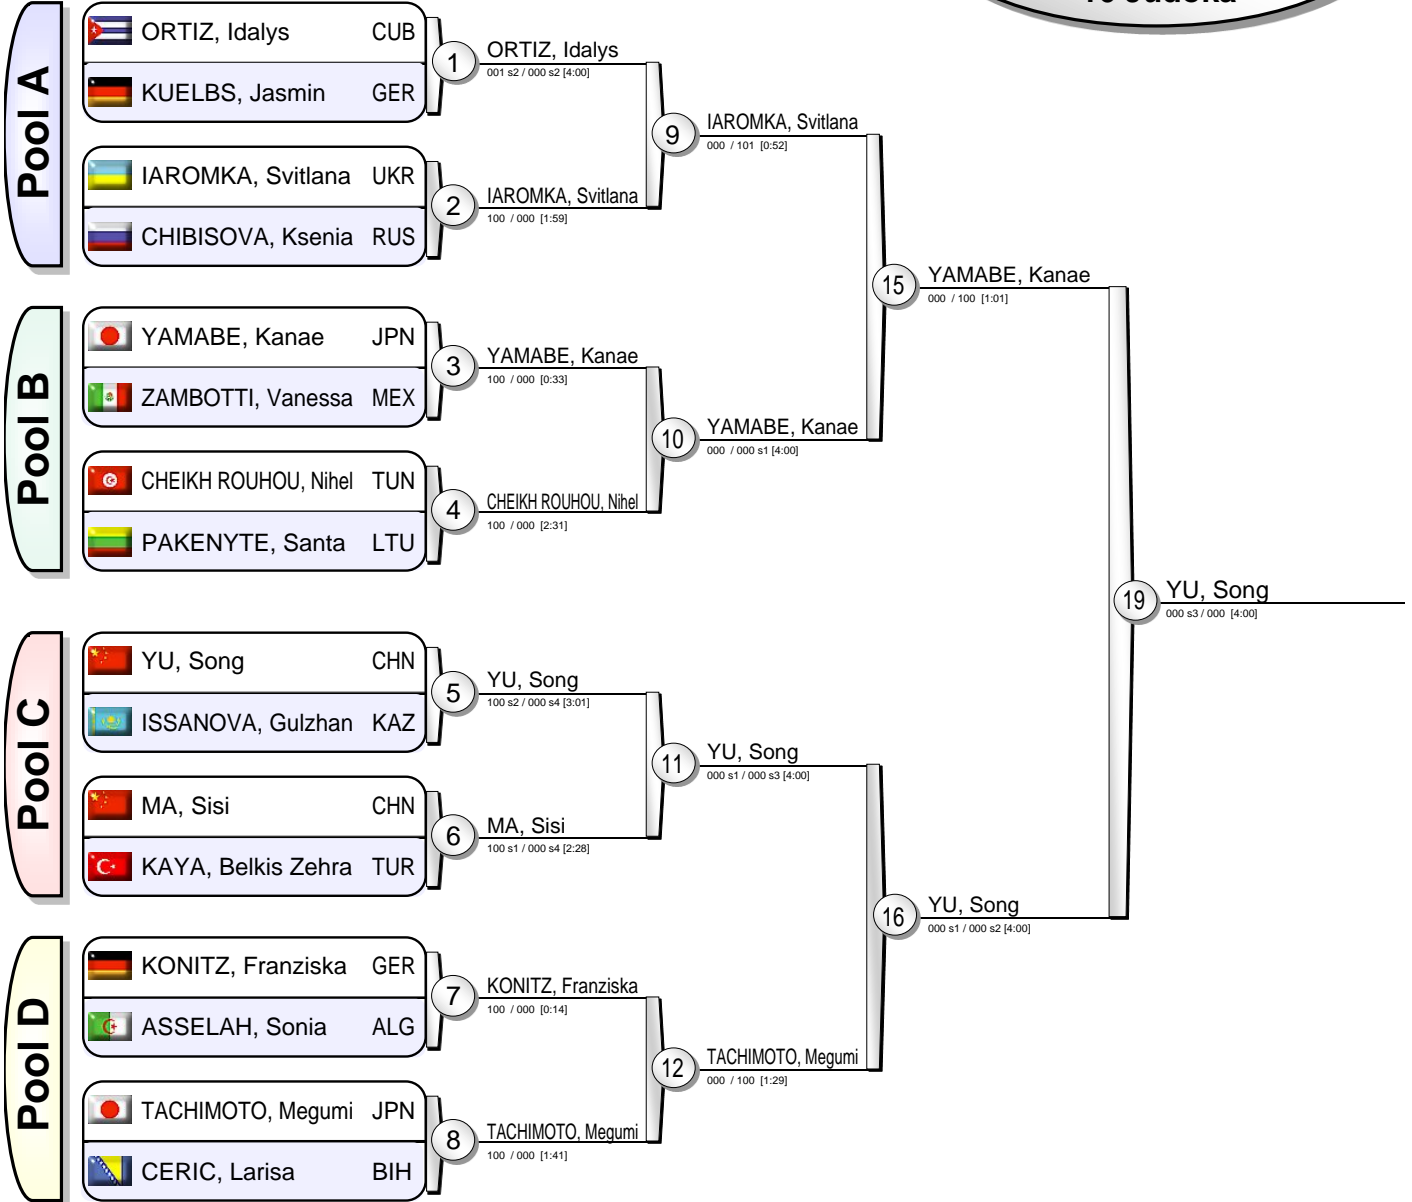 Pool A
ORTIZ, Idalys CUB
KUELBS, Jasmin GER
IAROMKA, Svitlana UKR
CHIBISOVA, Ksenia RUS
Pool B
YAMABE, Kanae JPN
ZAMBOTTI, Vanessa MEX
CHEIKH ROUHOU, Nihel TUN
PAKENYTE, Santa LTU
Pool C
YU, Song CHN
ISSANOVA, Gulzhan KAZ
MA, Sisi CHN
KAYA, Belkis Zehra TUR
Pool D
KONITZ, Franziska GER
ASSELAH, Sonia ALG
TACHIMOTO, Megumi JPN
CERIC, Larisa BIH
1
ORTIZ, Idalys
001 s2 / 000 s2 [4:00]
2
IAROMKA, Svitlana
100 / 000 [1:59]
3
YAMABE, Kanae
100 / 000 [0:33]
4
CHEIKH ROUHOU, Nihel
100 / 000 [2:31]
5
YU, Song
100 s2 / 000 s4 [3:01]
6
MA, Sisi
100 s1 / 000 s4 [2:28]
7
KONITZ, Franziska
100 / 000 [0:14]
8
TACHIMOTO, Megumi
100 / 000 [1:41]
9
IAROMKA, Svitlana
000 / 101 [0:52]
10
YAMABE, Kanae
000 / 000 s1 [4:00]
11
YU, Song
000 s1 / 000 s3 [4:00]
12
TACHIMOTO, Megumi
000 / 100 [1:29]
15
YAMABE, Kanae
000 / 100 [1:01]
16
YU, Song
000 s1 / 000 s2 [4:00]
19
YU, Song
000 s3 / 000 [4:00]